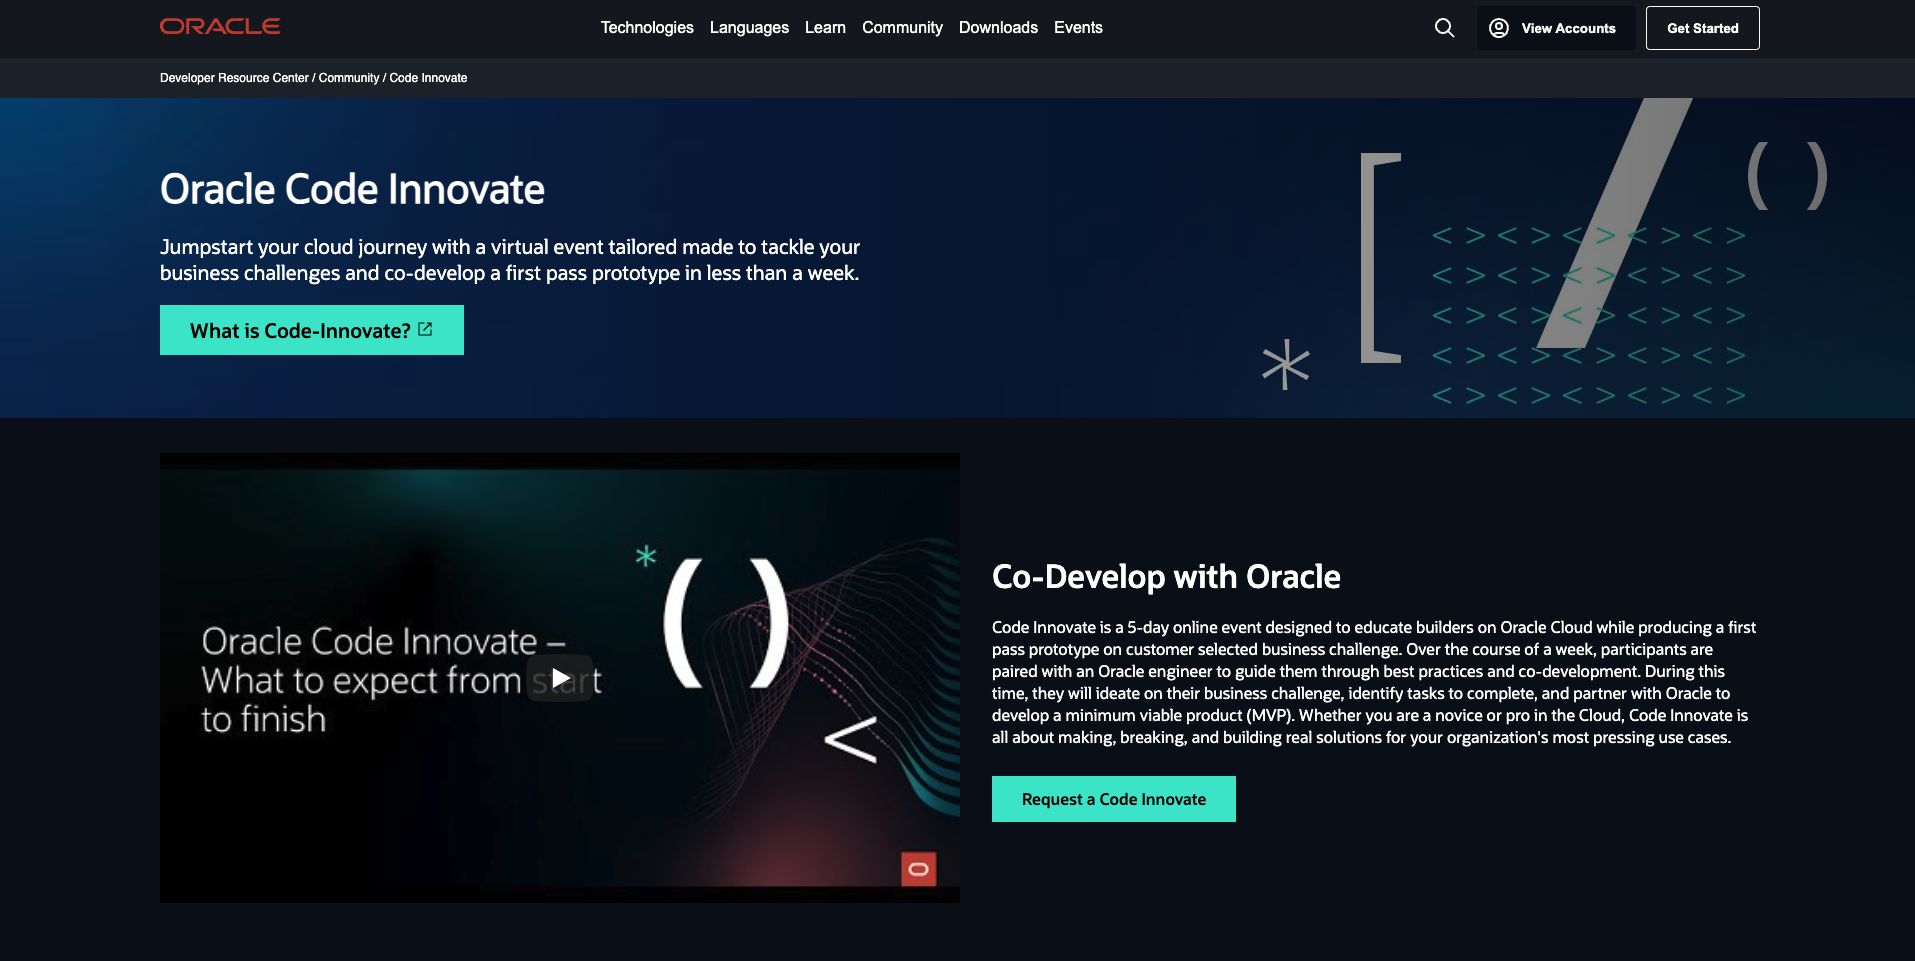 ORACLE
Technologies Languages Learn Community Downloads Events
View Accounts
Get Started
Developer Resource Center / Community / Code Innovate
Oracle Code Innovate
Jumpstart your cloud journey with a virtual event tailored made to tackle your
business challenges and co-develop a first pass prototype in less than a week.
What is Code-Innovate?
[ / ( )
< > < > < > < > < >
< > < > < > < > < >
< > < > < > < > < >
< > < > < > < > < >
< > < > < > < > < >
*
* ( )
Oracle Code Innovate –
What to expect from start
to finish
<
Co-Develop with Oracle
Code Innovate is a 5-day online event designed to educate builders on Oracle Cloud while producing a first
pass prototype on customer selected business challenge. Over the course of a week, participants are
paired with an Oracle engineer to guide them through best practices and co-development. During this
time, they will ideate on their business challenge, identify tasks to complete, and partner with Oracle to
develop a minimum viable product (MVP). Whether you are a novice or pro in the Cloud, Code Innovate is
all about making, breaking, and building real solutions for your organization's most pressing use cases.
Request a Code Innovate